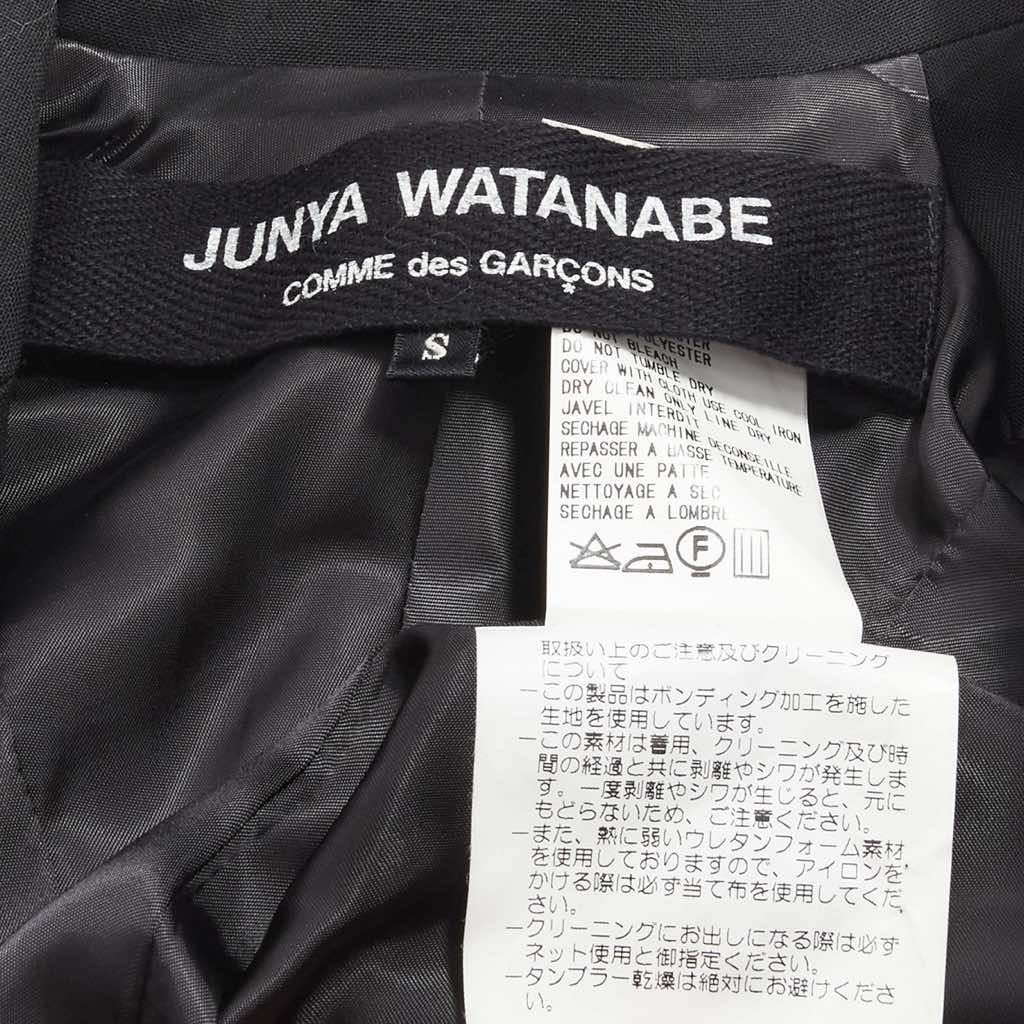 JUNYA WATANABE
COMME des GARÇONS
*
S
DO NOT BLEACH
DO NOT TUMBLE DRY
COVER WITH CLOTH USE COOL IRON
DRY CLEAN ONLY LINE DRY
JAVEL INTERDIT
SECHAGE MACHINE DECONSEILLE
REPASSER A BASSE TEMPERATURE
AVEC UNE PATTE
NETTOYAGE A SEC
SECHAGE A LOMBRE
F
取扱い上のご注意及びクリーニング
について
ーこの製品はボンディング加工を施した
生地を使用しています。
ーこの素材は着用、クリーニング及び時
間の経過と共に剥離やシワが発生しま
す。一度剥離やシワが生じると、元に
もどらないため、ご注意ください。
ーまた、熱に弱いウレタンフォーム素材
を使用しておりますので、アイロンを
かける際は必ず当て布を使用してくだ
さい。
ークリーニングにお出しになる際は必ず
ネット使用と御指定ください。
ータンブラー乾燥は絶対にお避けくださ
い。